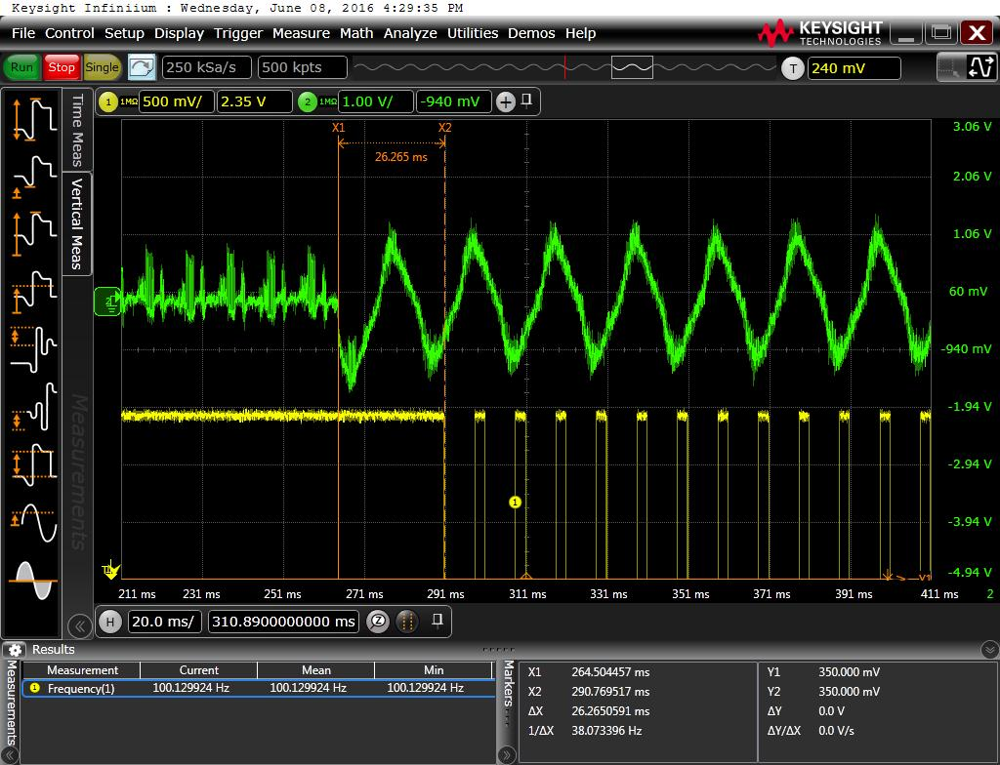 Keysight Infiniium : Wednesday, June 08, 2016 4:29:35 PM
File Control Setup Display Trigger Measure Math Analyze Utilities Demos Help
KEYSIGHT
TECHNOLOGIES
Run Stop Single 250 kSa/s 500 kpts T 240 mV
1 1MΩ 500 mV/ 2.35 V 2 1MΩ 1.00 V/ -940 mV +
Time Meas
Vertical Meas
Measurements
X1 X2
26.265 ms
3.06 V
2.06 V
1.06 V
60 mV
-940 mV
-1.94 V
-2.94 V
-3.94 V
-4.94 V
1
Y1
211 ms 231 ms 251 ms 271 ms 291 ms 311 ms 331 ms 351 ms 371 ms 391 ms 411 ms 2
H 20.0 ms/ 310.8900000000 ms
Results
Measurements
Measurement Current Mean Min
1 Frequency(1) 100.129924 Hz 100.129924 Hz 100.129924 Hz
Markers
X1 264.504457 ms
X2 290.769517 ms
ΔX 26.2650591 ms
1/ΔX 38.073396 Hz
Y1 350.000 mV
Y2 350.000 mV
ΔY 0.0 V
ΔY/ΔX 0.0 V/s